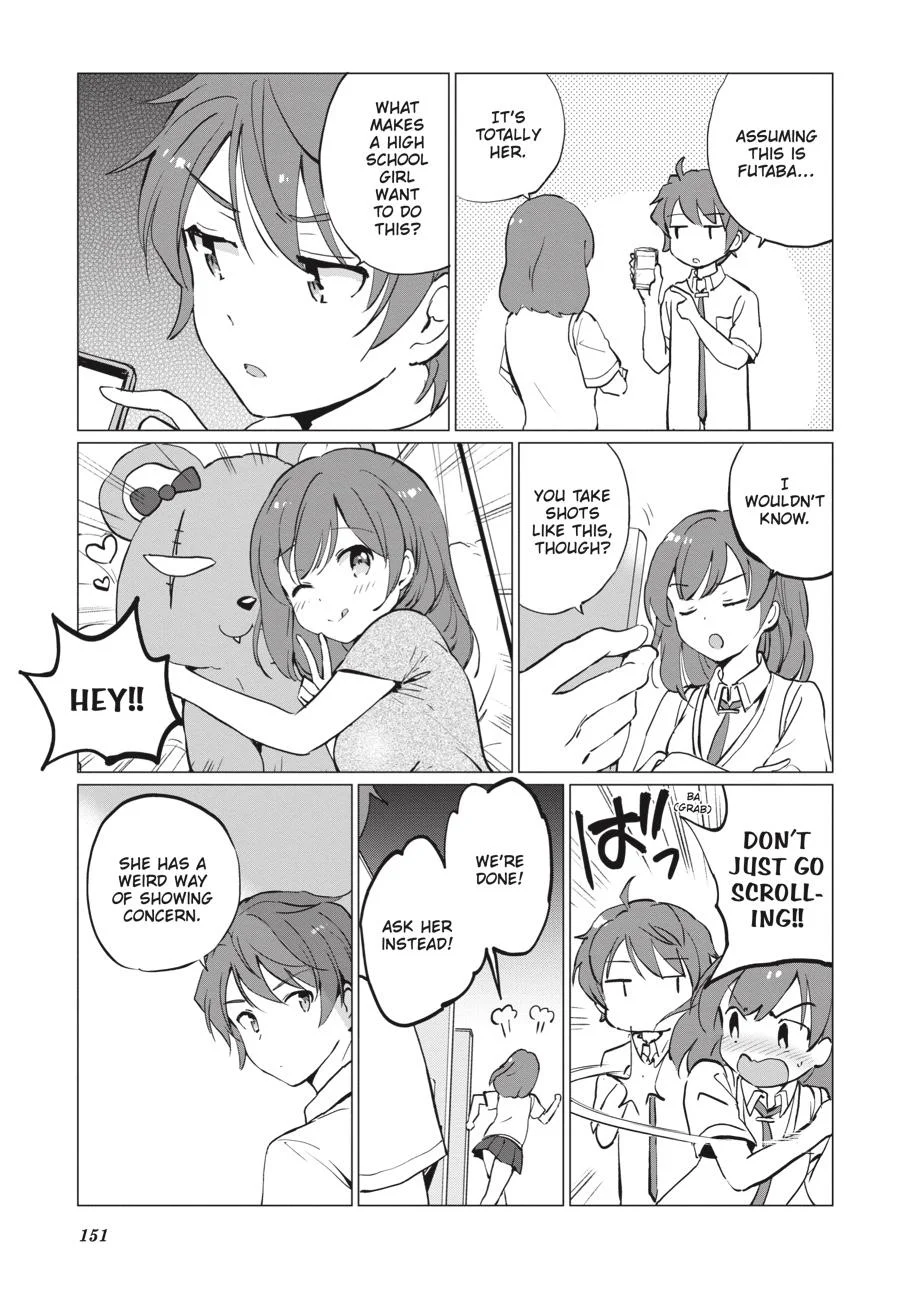 ASSUMING
THIS IS
FUTABA...
IT'S
TOTALLY
HER.
WHAT
MAKES
A HIGH
SCHOOL
GIRL
WANT
TO DO
THIS?
I
WOULDN'T
KNOW.
YOU TAKE
SHOTS
LIKE THIS,
THOUGH?
HEY!!
DON'T
JUST GO
SCROLL-
ING!!
ばっ
BA
(GRAB)
WE'RE
DONE!
ASK HER
INSTEAD!
SHE HAS A
WEIRD WAY
OF SHOWING
CONCERN.
151